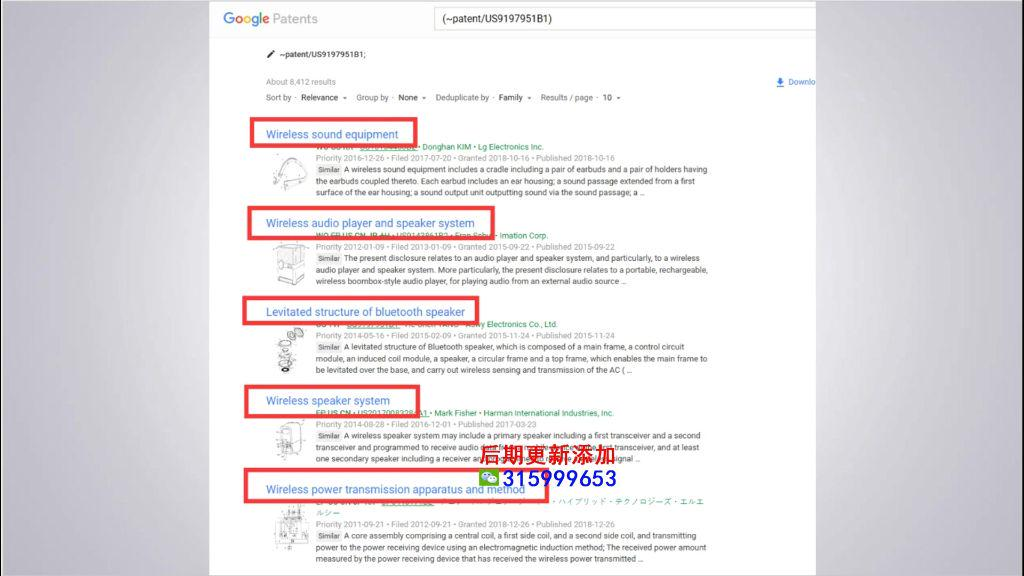 Google Patents
(~patent/US9197951B1)
~patent/US9197951B1;
About 8,412 results
Downlo
Sort by · Relevance Group by · None Deduplicate by · Family Results / page · 10
Wireless sound equipment
Donghan KIM • Lg Electronics Inc.
Priority 2016-12-26 • Filed 2017-07-20 • Granted 2018-10-16 • Published 2018-10-16
Similar A wireless sound equipment includes a cradle including a pair of earbuds and a pair of holders having
the earbuds coupled thereto. Each earbud includes an ear housing; a sound passage extended from a first
surface of the ear housing; a sound output unit outputting sound via the sound passage; a ...
Wireless audio player and speaker system
• Imation Corp.
Priority 2012-01-09 • Filed 2013-01-09 • Granted 2015-09-22 • Published 2015-09-22
Similar The present disclosure relates to an audio player and speaker system, and particularly, to a wireless
audio player and speaker system. More particularly, the present disclosure relates to a portable, rechargeable,
wireless boombox-style audio player, for playing audio from an external audio source ...
Levitated structure of bluetooth speaker
Electronics Co., Ltd.
Priority 2014-05-16 • Filed 2015-02-09 • Granted 2015-11-24 • Published 2015-11-24
Similar A levitated structure of Bluetooth speaker, which is composed of a main frame, a control circuit
module, an induced coil module, a speaker, a circular frame and a top frame, which enables the main frame to
be levitated over the base, and carry out wireless sensing and transmission of the AC ( ...
Wireless speaker system
EP US CN • A1 • Mark Fisher • Harman International Industries, Inc.
Priority 2014-08-28 • Filed 2016-12-01 • Published 2017-03-23
Similar A wireless speaker system may include a primary speaker including a first transceiver and a second
transceiver and programmed to receive audio data first transceiver, and at least
one secondary speaker including a receiver signal ...
后期更新添加
315999653
Wireless power transmission apparatus and method
・ハイブリッド・テクノロジーズ・エルエ
ルシー
Priority 2011-09-21 • Filed 2012-09-21 • Granted 2018-12-26 • Published 2018-12-26
Similar A core assembly comprising a central coil, a first side coil, and a second side coil, and transmitting
power to the power receiving device using an electromagnetic induction method; The received power amount
measured by the power receiving device that has received the wireless power transmitted ...